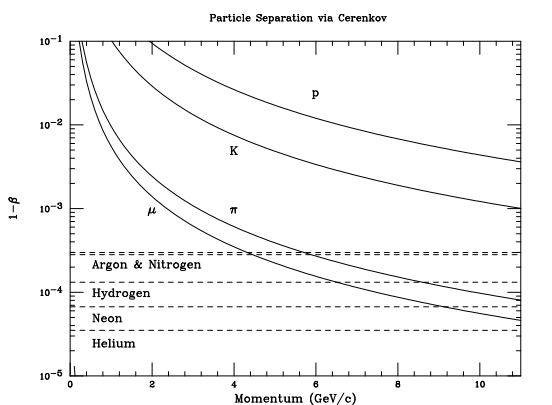 Particle Separation via Cerenkov
10⁻¹
10⁻²
10⁻³
10⁻⁴
10⁻⁵
1-β
p
K
μ
π
Argon & Nitrogen
Hydrogen
Neon
Helium
0 2 4 6 8 10
Momentum (GeV/c)